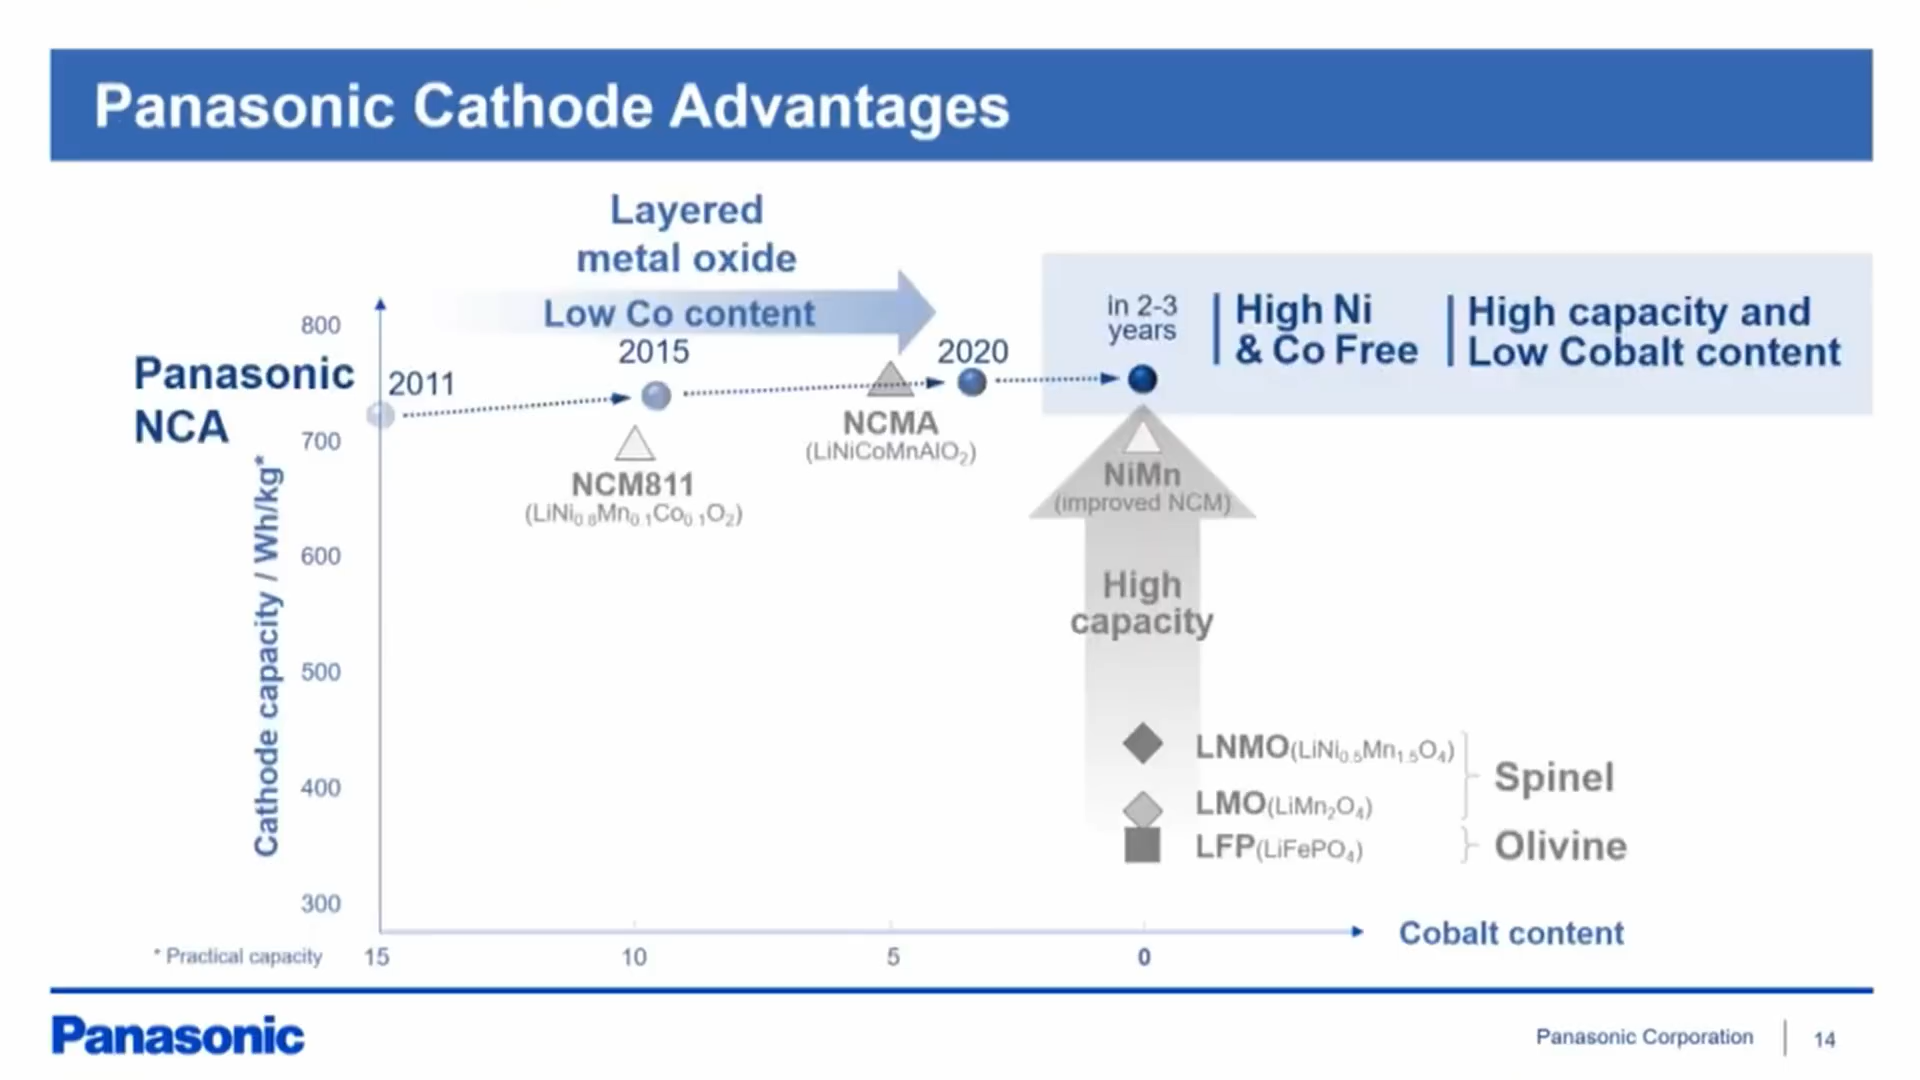 Panasonic Cathode Advantages
Layered
metal oxide
Low Co content
in 2-3
years
High Ni
& Co Free
High capacity and
Low Cobalt content
Panasonic
NCA
2011
2015
2020
NCM811
(LiNi₀.₈Mn₀.₁Co₀.₁O₂)
NCMA
(LiNiCoMnAlO₂)
NiMn
(improved NCM)
High
capacity
LNMO(LiNi₀.₅Mn₁.₅O₄)
LMO(LiMn₂O₄)
Spinel
LFP(LiFePO₄)
Olivine
Cathode capacity / Wh/kg*
800
700
600
500
400
300
15
10
5
0
Cobalt content
* Practical capacity
Panasonic
Panasonic Corporation
14